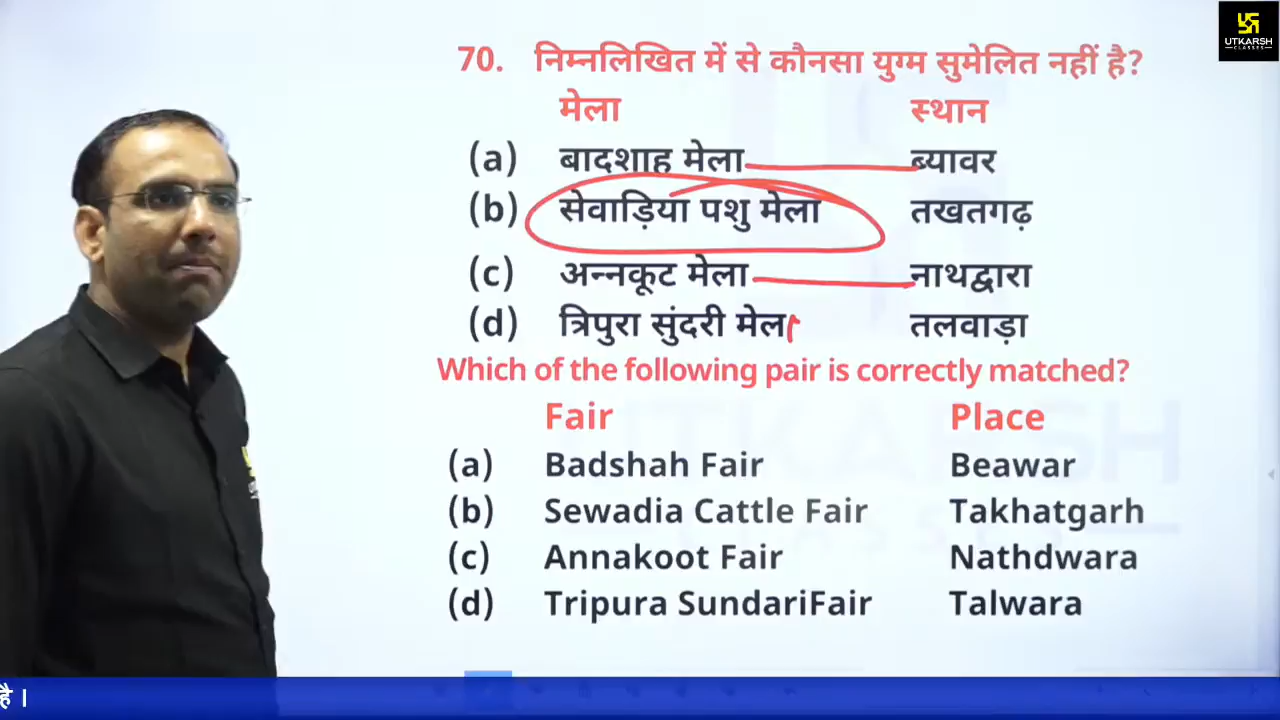 UTKARSH
CLASSES
70. निम्नलिखित में से कौनसा युग्म सुमेलित नहीं है?
मेला स्थान
(a) बादशाह मेला ब्यावर
(b) सेवाड़िया पशु मेला तखतगढ़
(c) अन्नकूट मेला नाथद्वारा
(d) त्रिपुरा सुंदरी मेला तलवाड़ा
Which of the following pair is correctly matched?
Fair Place
(a) Badshah Fair Beawar
(b) Sewadia Cattle Fair Takhatgarh
(c) Annakoot Fair Nathdwara
(d) Tripura SundariFair Talwara
है ।